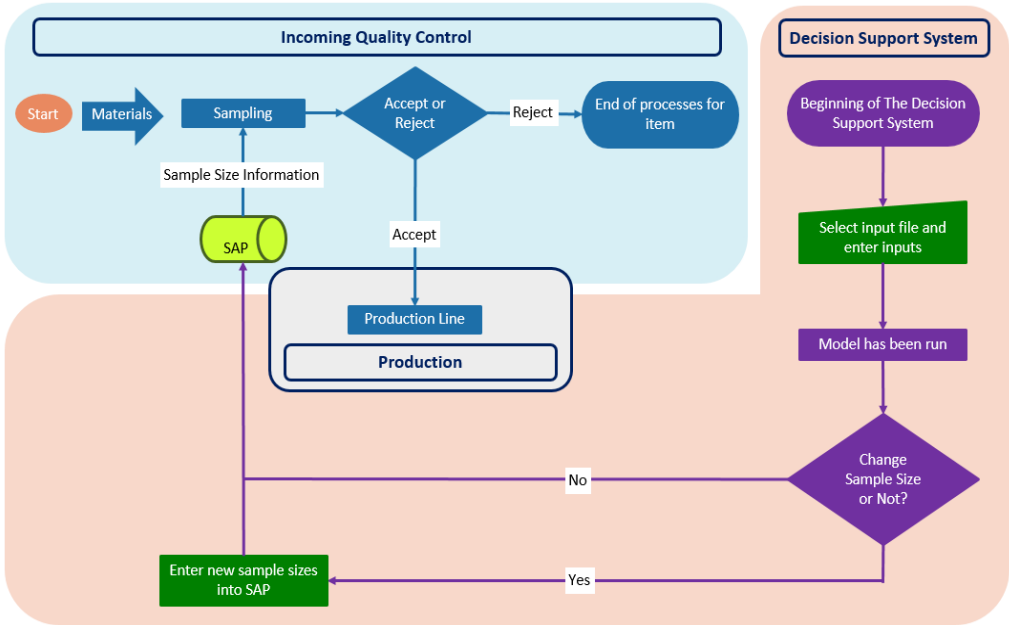 Incoming Quality Control
Decision Support System
Start
Materials
Sampling
Accept or
Reject
Reject
End of processes for
item
Beginning of The Decision
Support System
Sample Size Information
SAP
Accept
Select input file and
enter inputs
Production Line
Production
Model has been run
Change
Sample Size
or Not?
No
Enter new sample sizes
into SAP
Yes